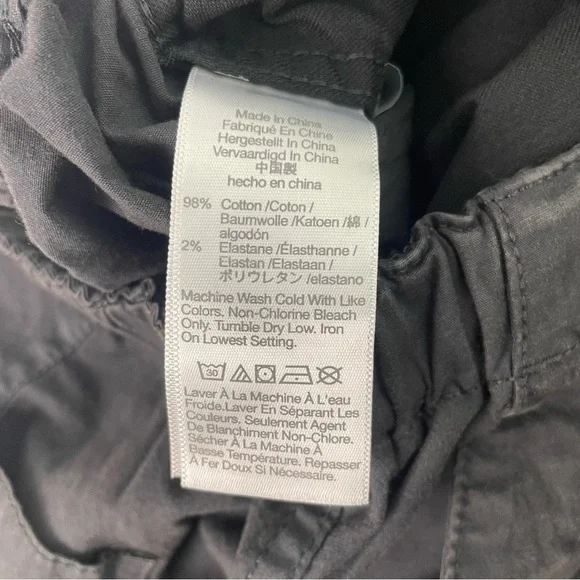 Made In China
Fabriqué En Chine
Hergestellt In China
Vervaardigd In China
中国製
hecho en china
98% Cotton /Coton/
Baumwolle /Katoen /綿 /
algodón
2% Elastane /Élasthanne /
Elastan /Elastaan /
ポリウレタン /elastano
Machine Wash Cold With Like
Colors. Non-Chlorine Bleach
Only. Tumble Dry Low. Iron
On Lowest Setting.
30
Laver À La Machine À L'eau
Froide.Laver En Séparant Les
Couleurs. Seulement Agent
De Blanchiment Non-Chlore.
Sécher À La Machine À
Basse Température. Repasser
À Fer Doux Si Nécessaire.